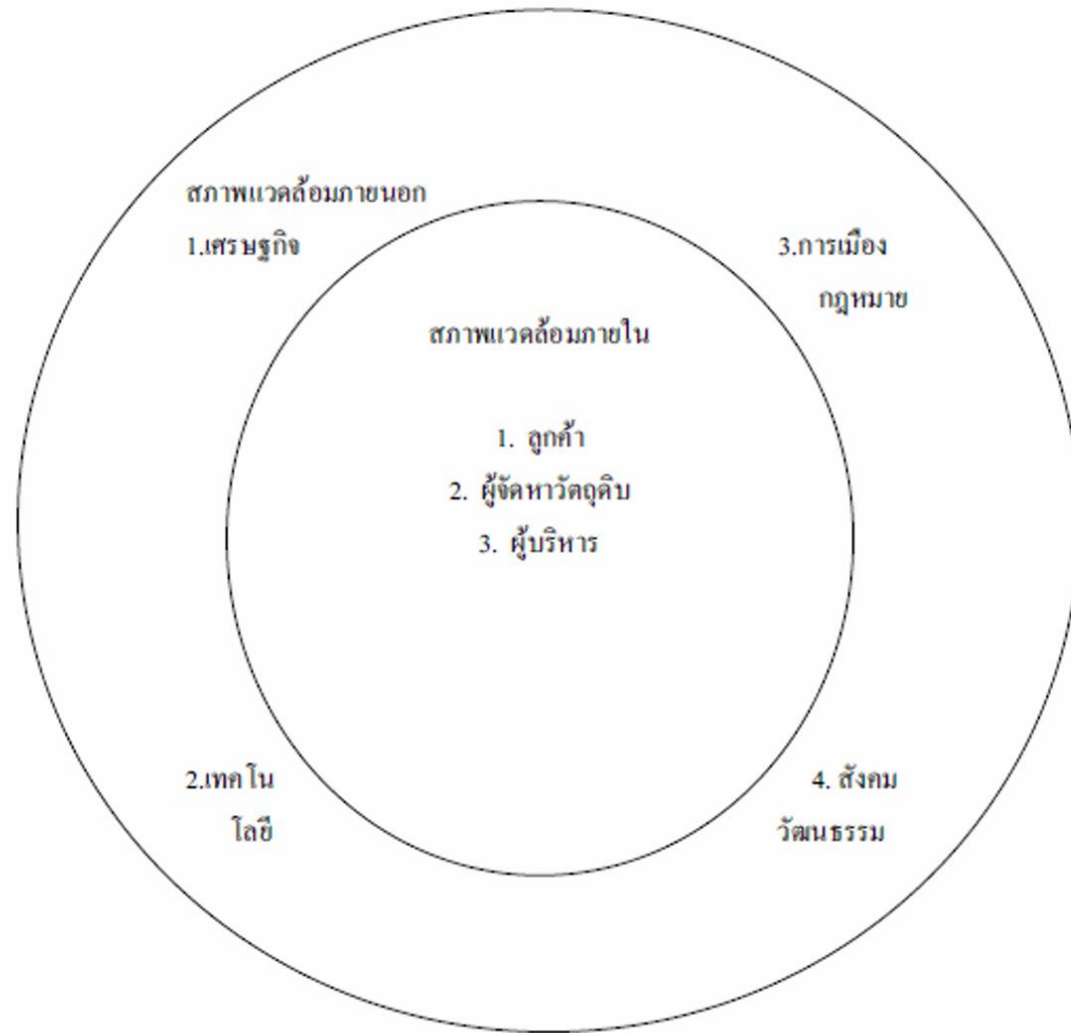 สภาพแวดล้อมภายนอก
1.เศรษฐกิจ
3.การเมือง
กฎหมาย
สภาพแวดล้อมภายใน
1. ลูกค้า
2. ผู้จัดหาวัตถุดิบ
3. ผู้บริหาร
2.เทคโน
โลยี
4. สังคม
วัฒนธรรม